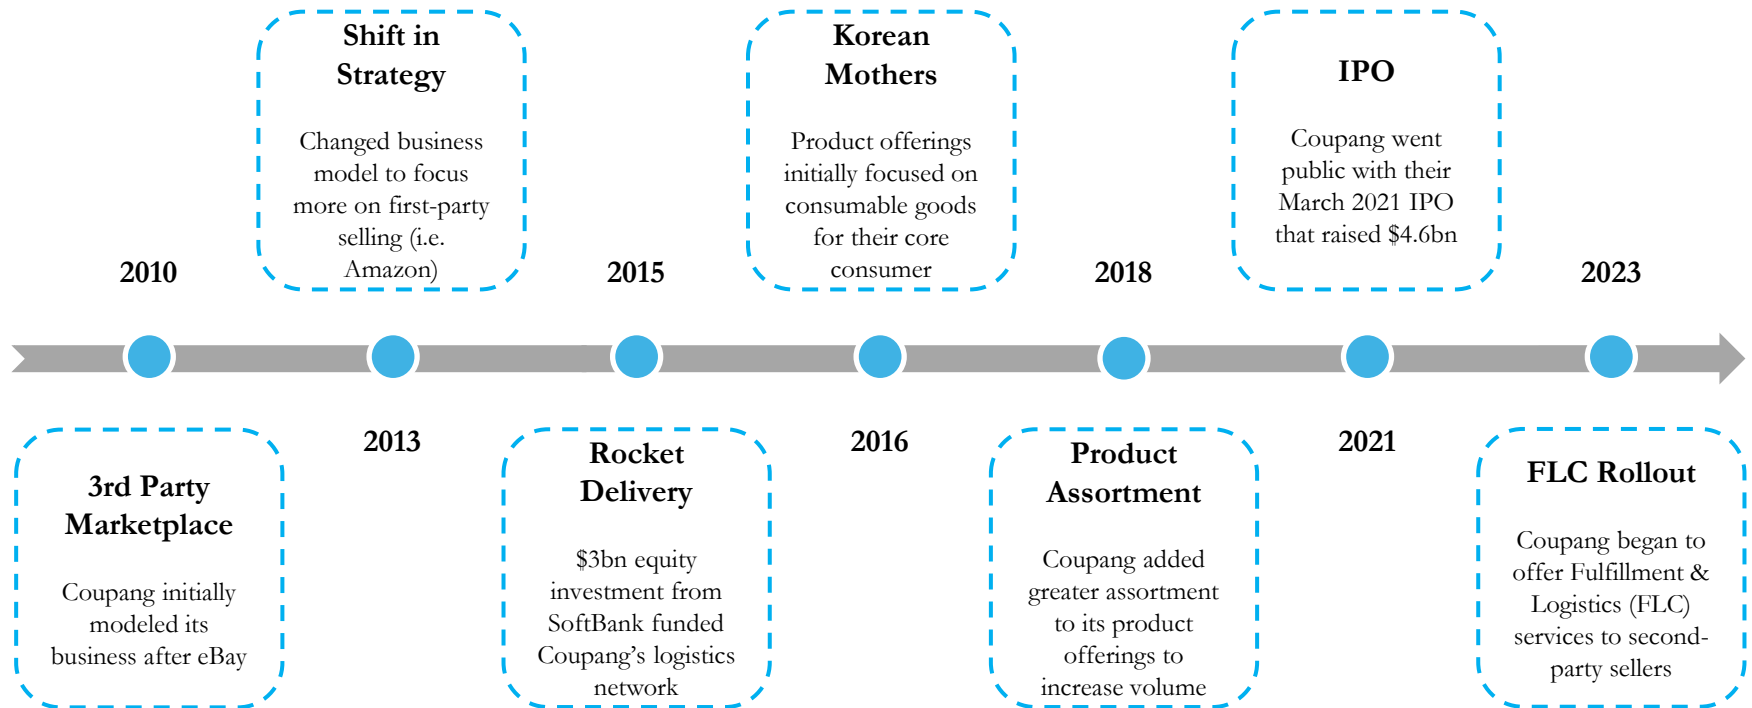 2010
3rd Party
Marketplace
Coupang initially
modeled its
business after eBay
Shift in
Strategy
Changed business
model to focus
more on first-party
selling (i.e.
Amazon)
2013
2015
Rocket
Delivery
$3bn equity
investment from
SoftBank funded
Coupang’s logistics
network
Korean
Mothers
Product offerings
initially focused on
consumable goods
for their core
consumer
2016
2018
Product
Assortment
Coupang added
greater assortment
to its product
offerings to
increase volume
IPO
Coupang went
public with their
March 2021 IPO
that raised $4.6bn
2021
2023
FLC Rollout
Coupang began to
offer Fulfillment &
Logistics (FLC)
services to second-
party sellers